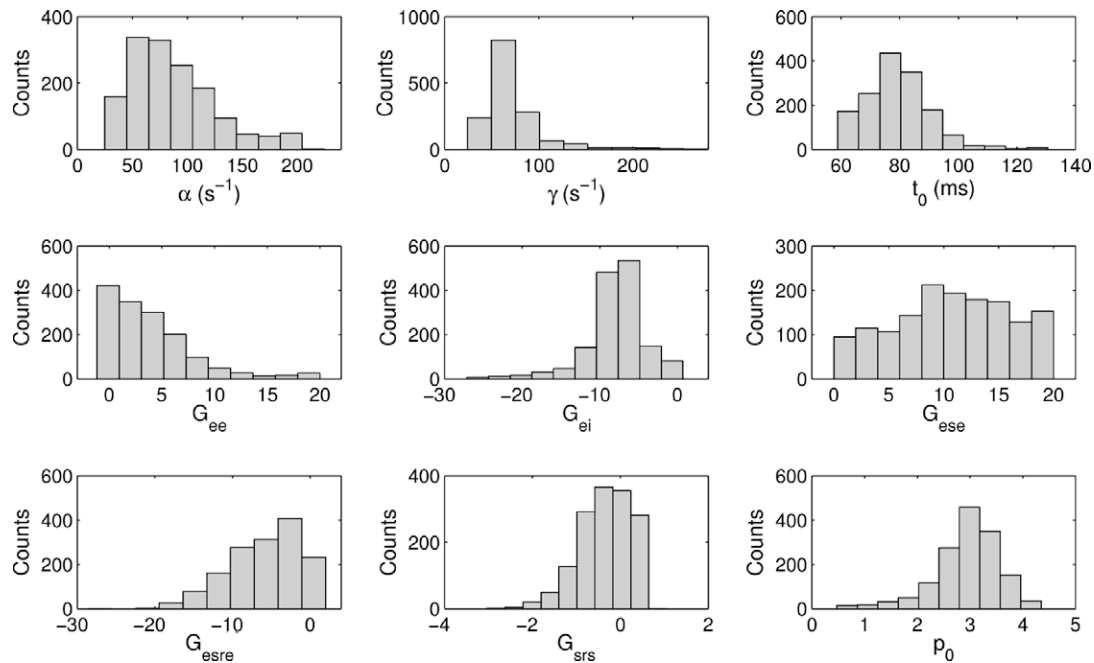 400 1000 600
Counts 200 Counts 500 Counts 400
200
0 0 0
0 50 100 150 200 0 100 200 60 80 100 120 140
α (s⁻¹) γ (s⁻¹) t₀ (ms)
600 600 300
Counts 400 Counts 400 Counts 200
200 200 100
0 0 0
0 5 10 15 20 −30 −20 −10 0 0 5 10 15 20
G_ee G_ei G_ese
600 400 600
Counts 400 Counts 200 Counts 400
200 200
0 0 0
−30 −20 −10 0 −4 −2 0 2 0 1 2 3 4 5
G_esre G_srs p₀